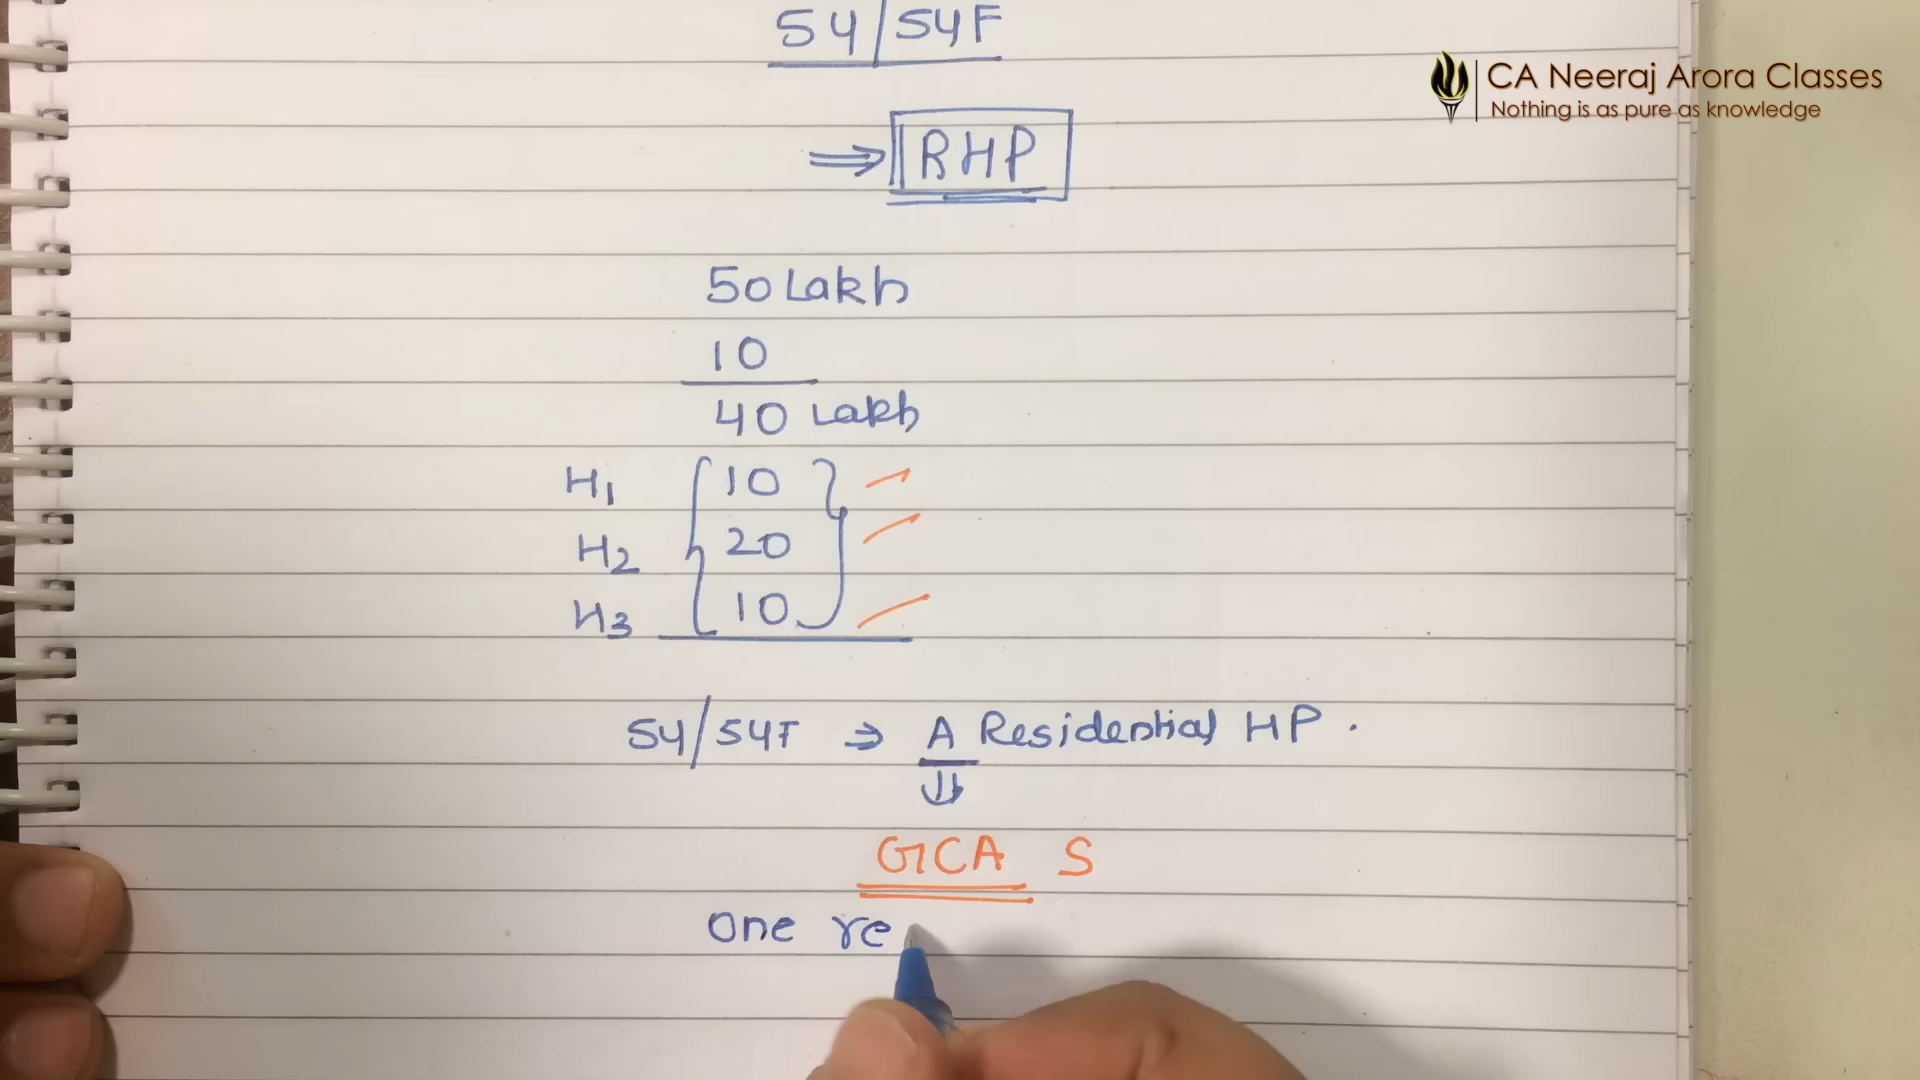 54/54F
CA Neeraj Arora Classes
Nothing is as pure as knowledge
⇒ RHP
50 Lakh
10
40 Lakh
H1 10
H2 20
H3 10
54/54F ⇒ A Residential HP.
GCA S
One re